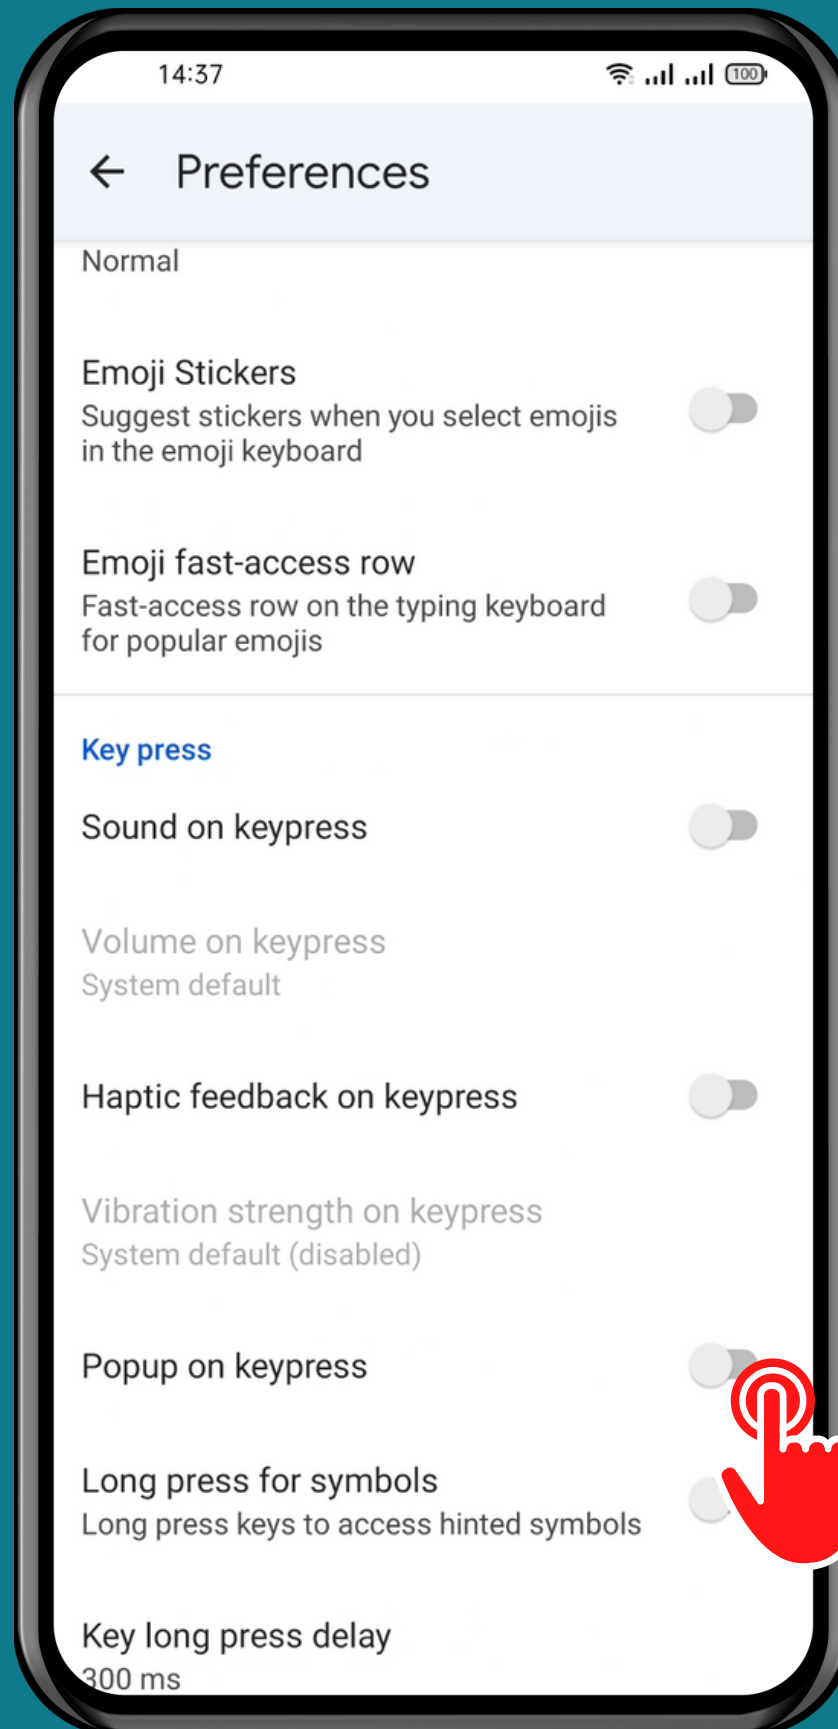 14:37
100
Preferences
Normal
Emoji Stickers
Suggest stickers when you select emojis
in the emoji keyboard
Emoji fast-access row
Fast-access row on the typing keyboard
for popular emojis
Key press
Sound on keypress
Volume on keypress
System default
Haptic feedback on keypress
Vibration strength on keypress
System default (disabled)
Popup on keypress
Long press for symbols
Long press keys to access hinted symbols
Key long press delay
300 ms